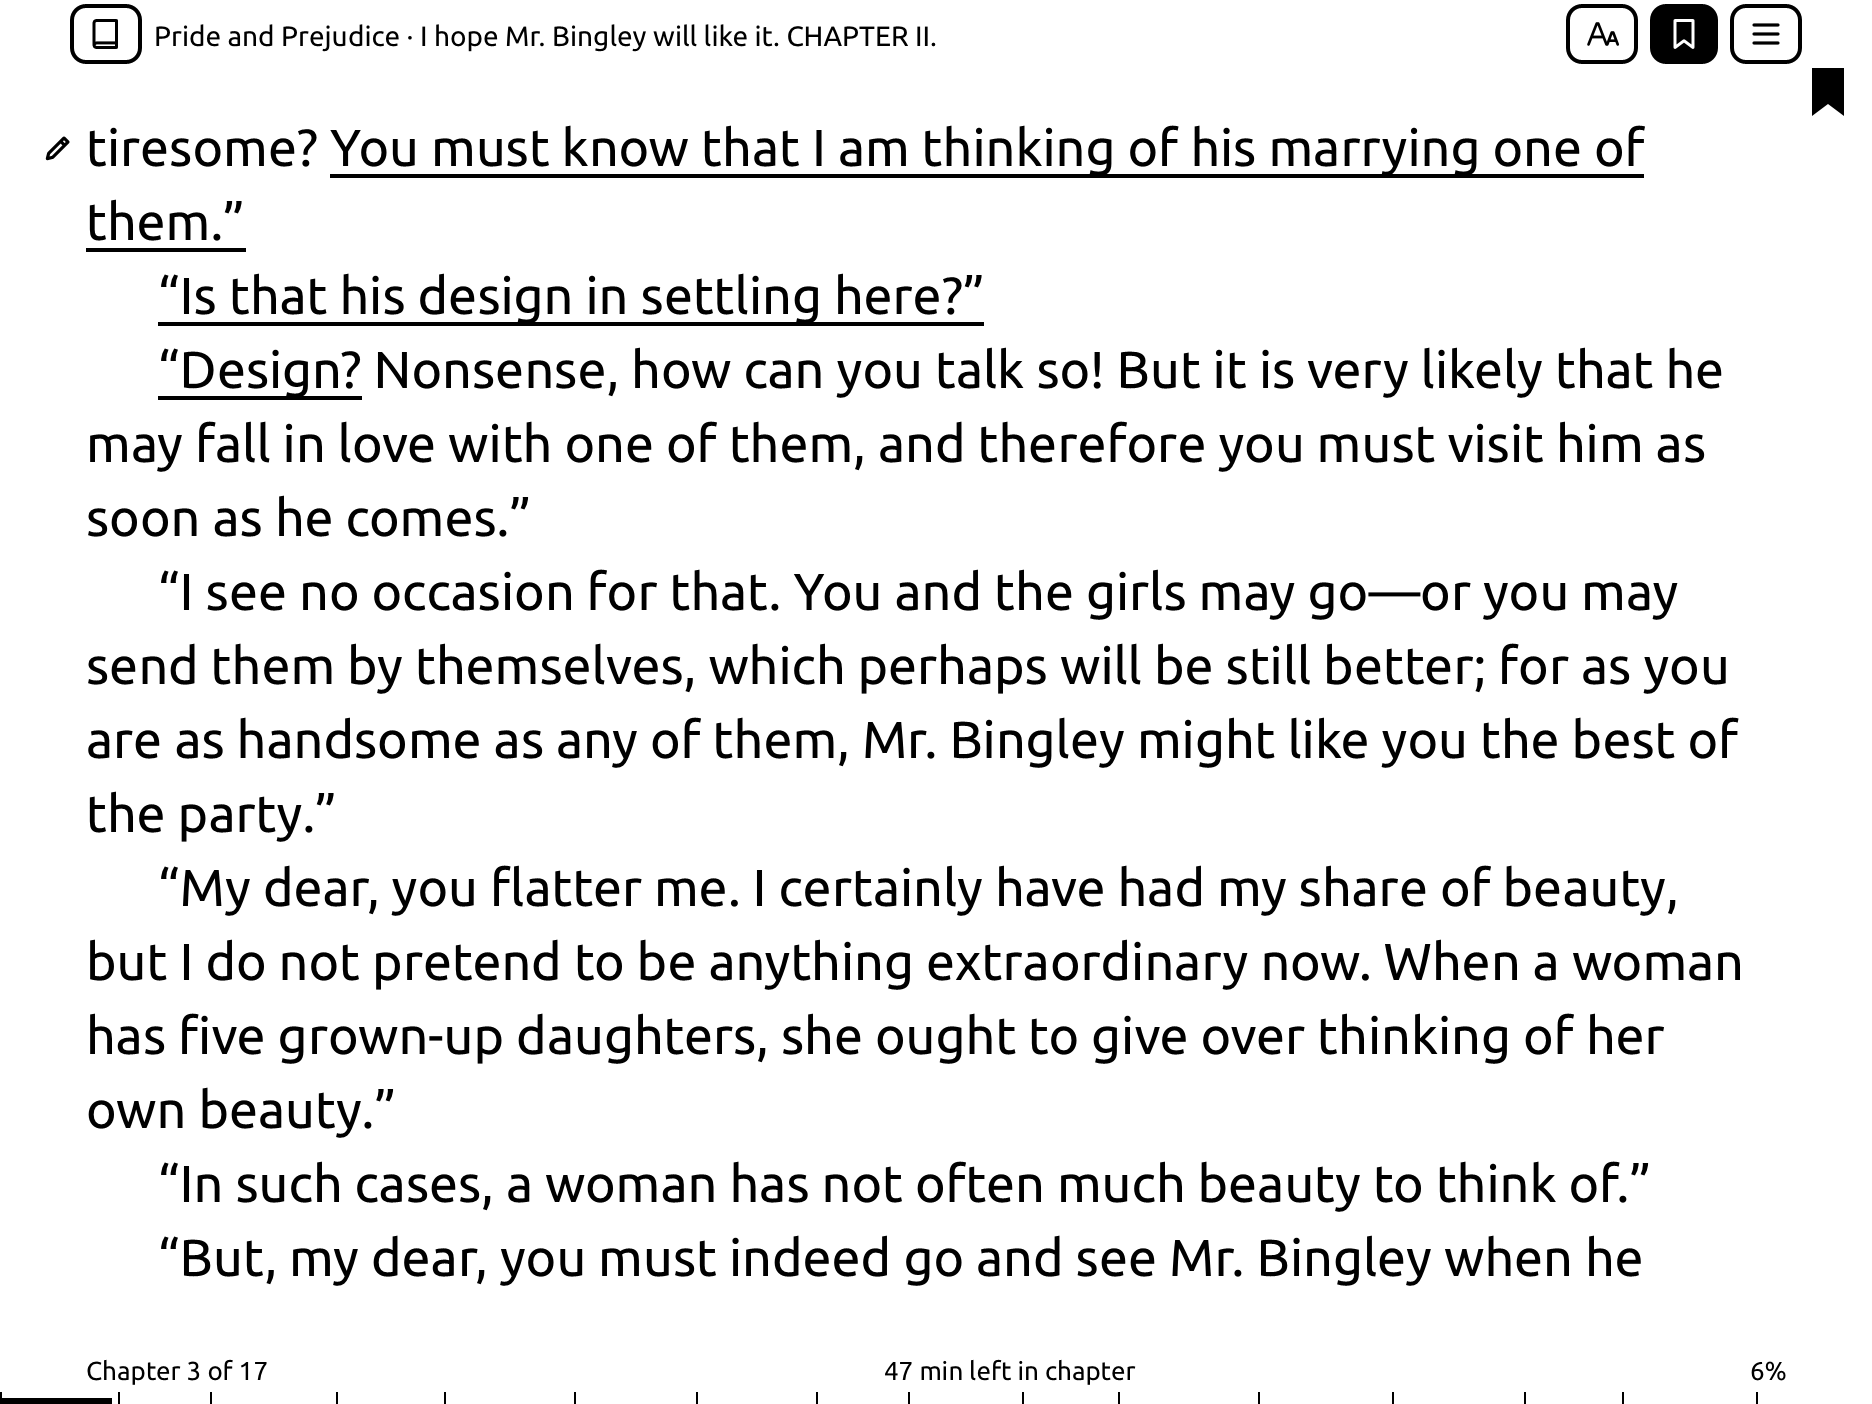 Pride and Prejudice · I hope Mr. Bingley will like it. CHAPTER II.
AA
tiresome? You must know that I am thinking of his marrying one of
them.”
“Is that his design in settling here?”
“Design? Nonsense, how can you talk so! But it is very likely that he
may fall in love with one of them, and therefore you must visit him as
soon as he comes.”
“I see no occasion for that. You and the girls may go—or you may
send them by themselves, which perhaps will be still better; for as you
are as handsome as any of them, Mr. Bingley might like you the best of
the party.”
“My dear, you flatter me. I certainly have had my share of beauty,
but I do not pretend to be anything extraordinary now. When a woman
has five grown-up daughters, she ought to give over thinking of her
own beauty.”
“In such cases, a woman has not often much beauty to think of.”
“But, my dear, you must indeed go and see Mr. Bingley when he
Chapter 3 of 17
47 min left in chapter
6%